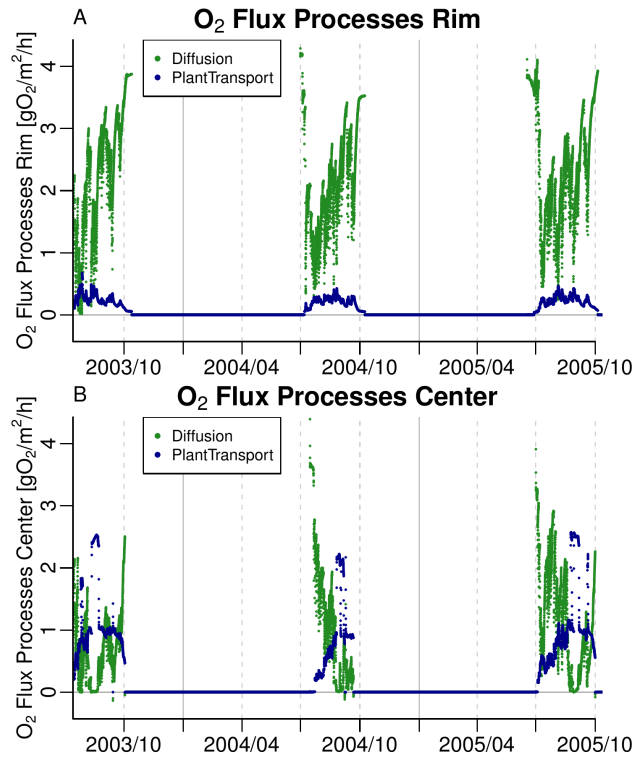 A
O₂ Flux Processes Rim
Diffusion
PlantTransport
O₂ Flux Processes Rim [gO₂/m²/h]
4
3
2
1
0
2003/10 2004/04 2004/10 2005/04 2005/10
B
O₂ Flux Processes Center
Diffusion
PlantTransport
O₂ Flux Processes Center [gO₂/m²/h]
4
3
2
1
0
2003/10 2004/04 2004/10 2005/04 2005/10